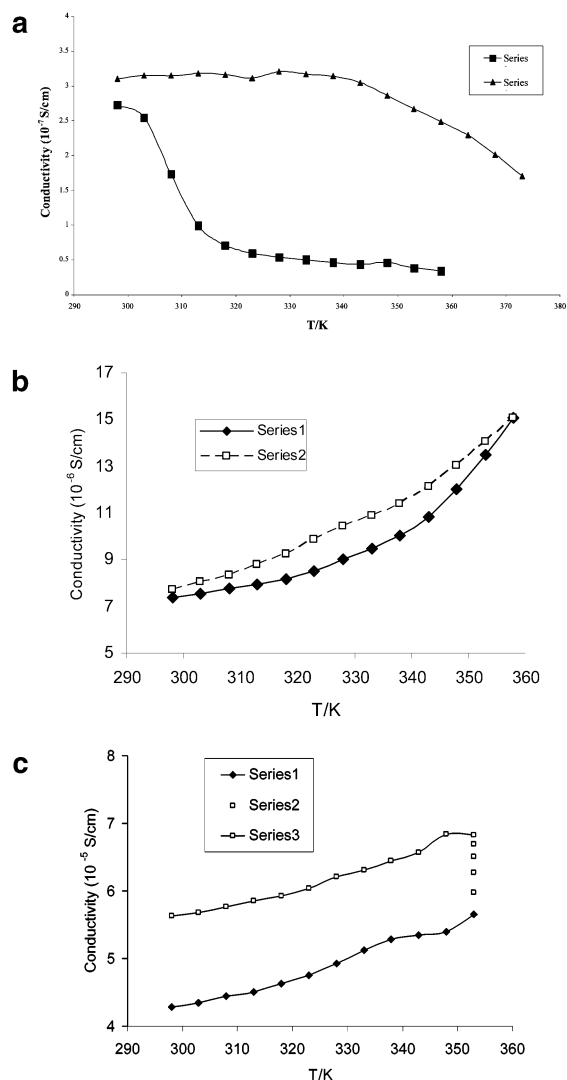 a
4
3.5
3
2.5
2
1.5
1
0.5
0
Conductivity (10⁻⁷ S/cm)
290 300 310 320 330 340 350 360 370 380
T/K
Series
Series
b
17
15
13
11
9
7
5
Conductivity (10⁻⁶ S/cm)
290 300 310 320 330 340 350 360
T/K
Series1
Series2
c
8
7
6
5
4
Conductivity (10⁻⁵ S/cm)
290 300 310 320 330 340 350 360
T/K
Series1
Series2
Series3